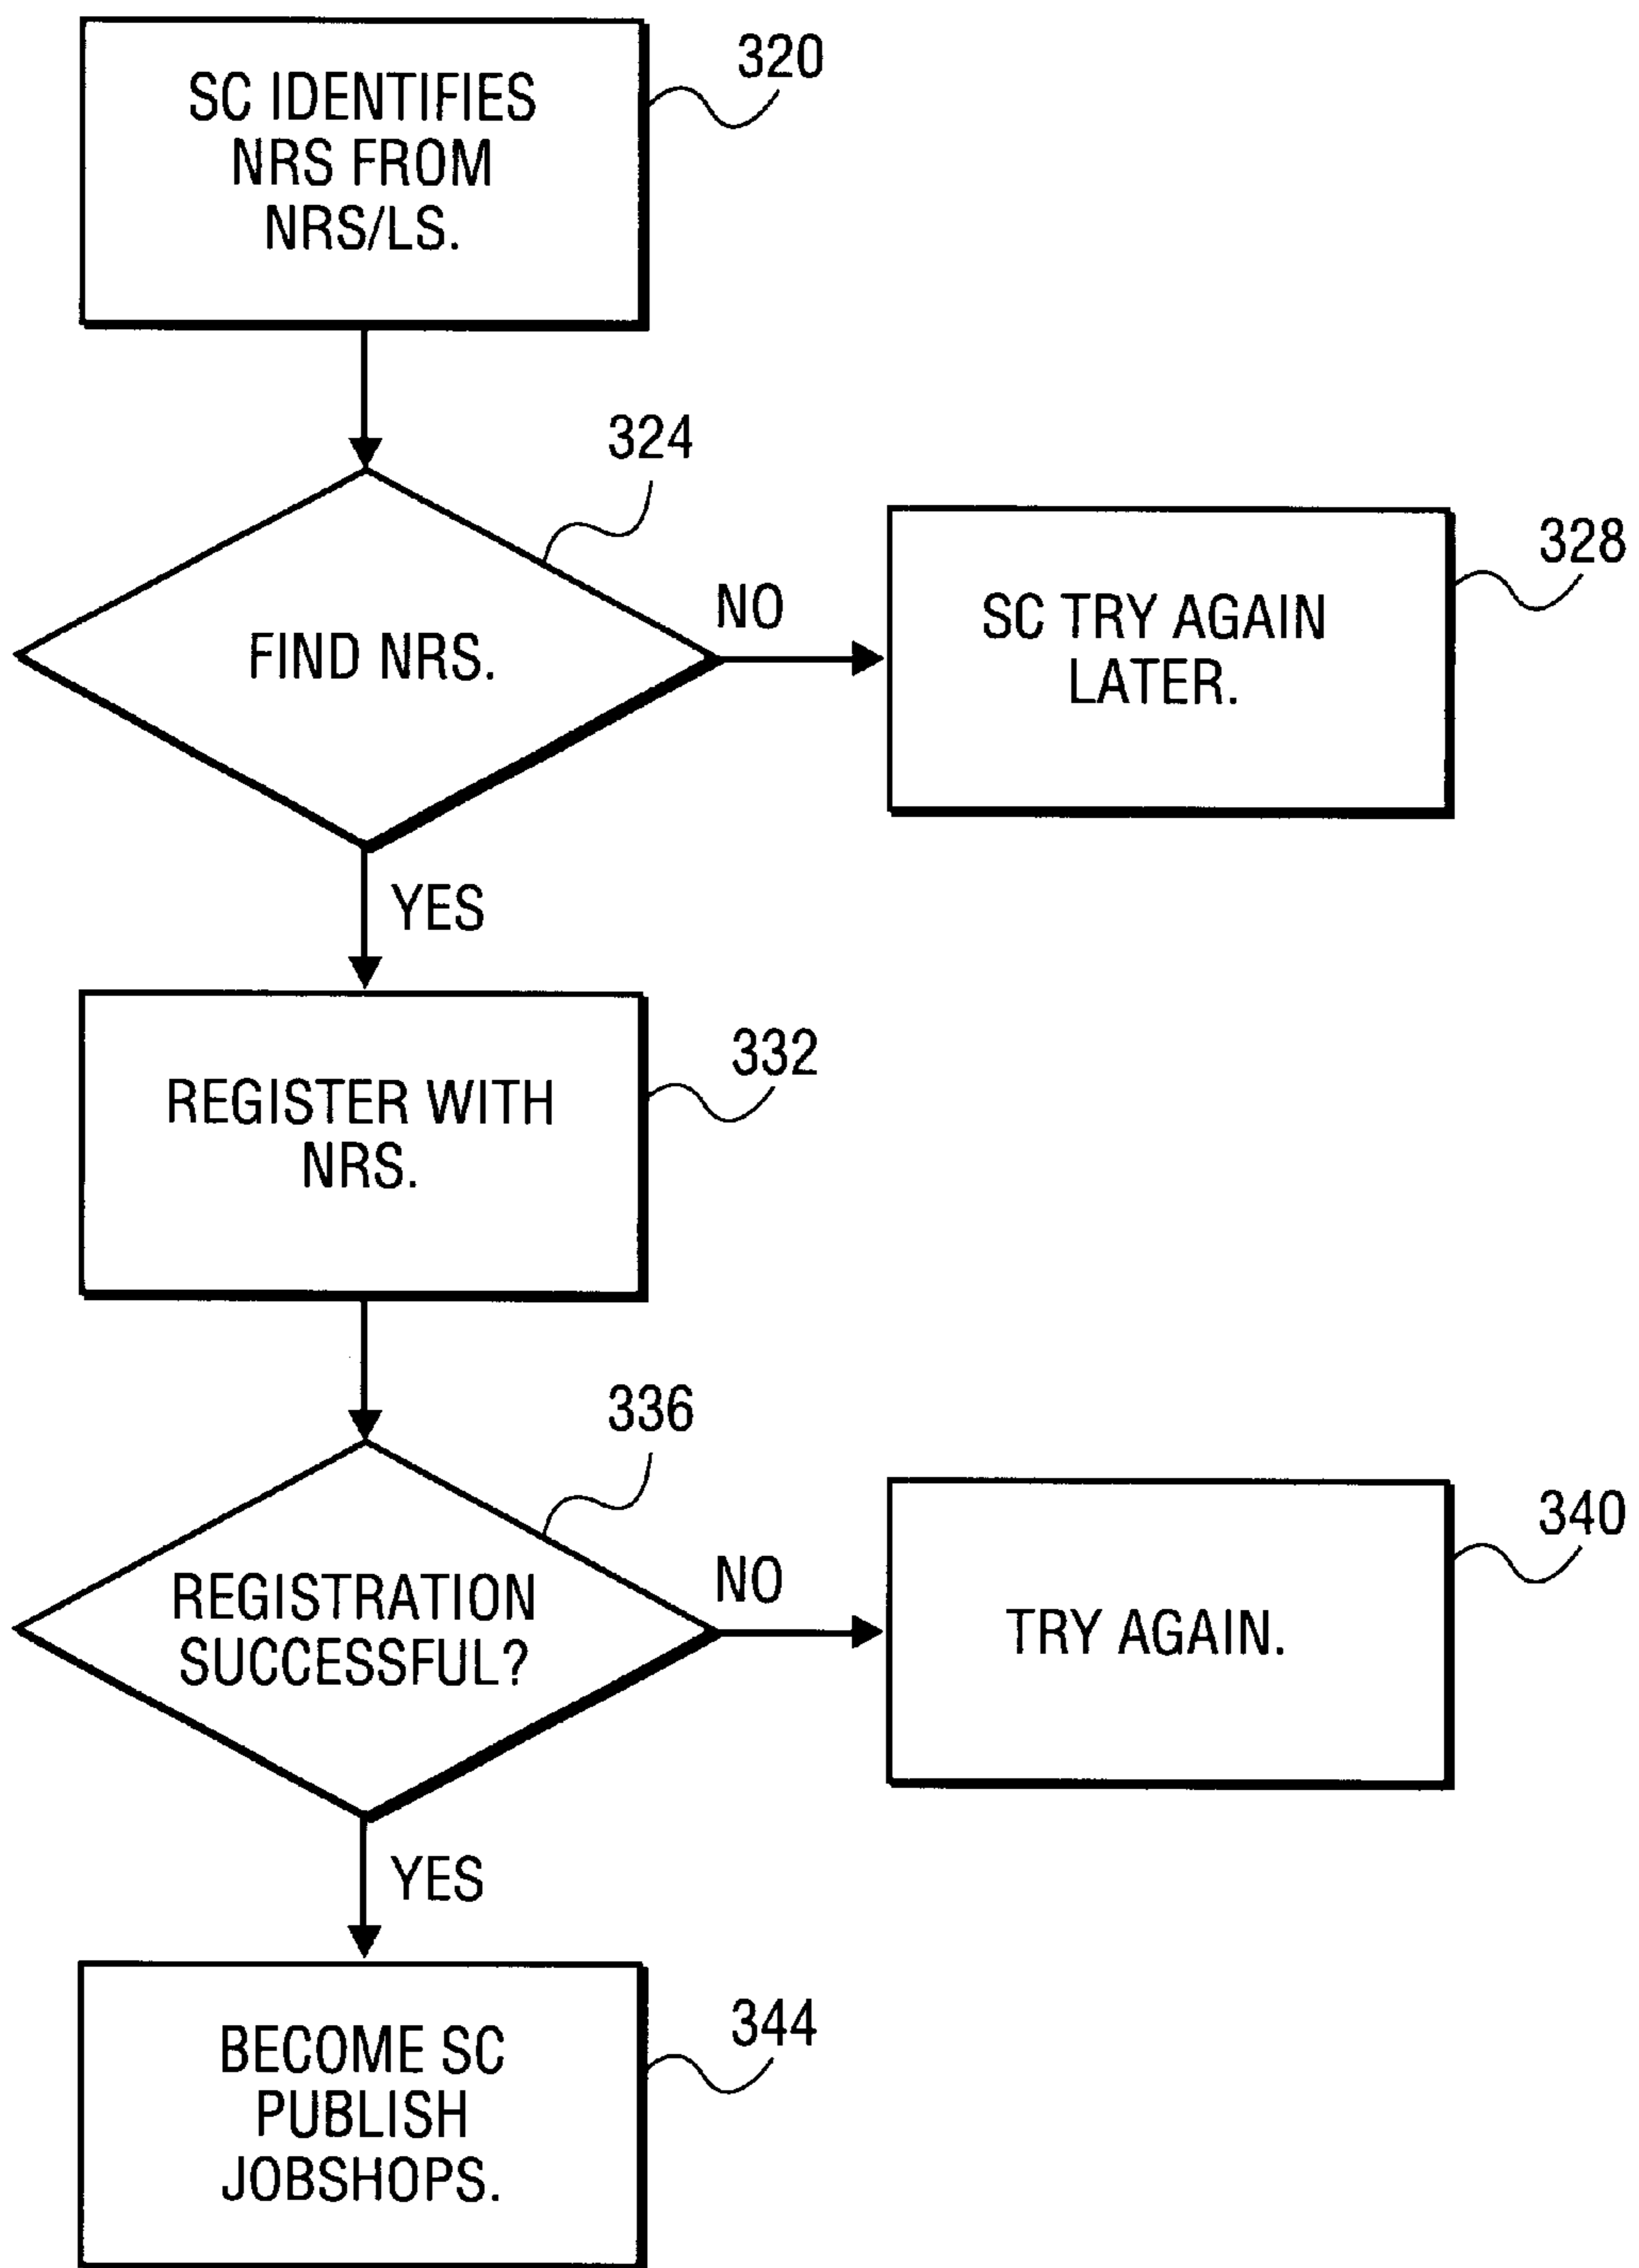 320
SC IDENTIFIES
NRS FROM
NRS/LS.
324
FIND NRS.
NO
328
SC TRY AGAIN
LATER.
YES
332
REGISTER WITH
NRS.
336
REGISTRATION
SUCCESSFUL?
NO
340
TRY AGAIN.
YES
344
BECOME SC
PUBLISH
JOBSHOPS.